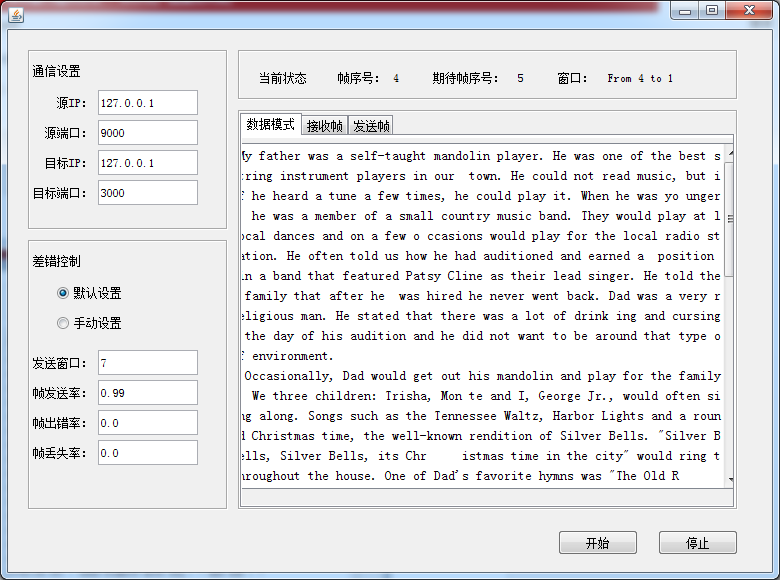 通信设置
源IP: 127.0.0.1
源端口: 9000
目标IP: 127.0.0.1
目标端口: 3000
差错控制
默认设置
手动设置
发送窗口: 7
帧发送率: 0.99
帧出错率: 0.0
帧丢失率: 0.0
当前状态 帧序号: 4 期待帧序号: 5 窗口: From 4 to 1
数据模式 接收帧 发送帧
My father was a self-taught mandolin player. He was one of the best s
tring instrument players in our  town. He could not read music, but i
f he heard a tune a few times, he could play it. When he was yo unger
 he was a member of a small country music band. They would play at l
ocal dances and on a few o ccasions would play for the local radio st
ation. He often told us how he had auditioned and earned a  position
in a band that featured Patsy Cline as their lead singer. He told the
 family that after he  was hired he never went back. Dad was a very r
eligious man. He stated that there was a lot of drink ing and cursing
 the day of his audition and he did not want to be around that type o
f environment.
Occasionally, Dad would get out his mandolin and play for the family
. We three children: Trisha, Mon te and I, George Jr., would often si
ng along. Songs such as the Tennessee Waltz, Harbor Lights and a roun
d Christmas time, the well-known rendition of Silver Bells. "Silver B
ells, Silver Bells, its Chr     istmas time in the city" would ring t
hroughout the house. One of Dad's favorite hymns was "The Old R
开始 停止